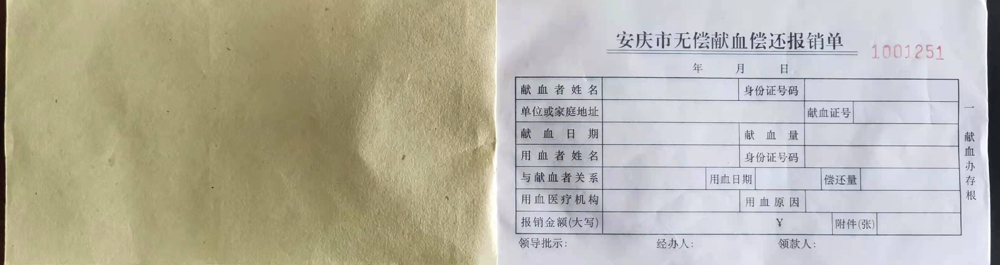 安庆市无偿献血偿还报销单
1001251
年 月 日
献血者姓名 身份证号码
单位或家庭地址 献血证号
献血日期 献血量
用血者姓名 身份证号码
与献血者关系 用血日期 偿还量
用血医疗机构 用血原因
报销金额(大写) ¥ 附件(张)
领导批示: 经办人: 领款人:
一 献血办存根